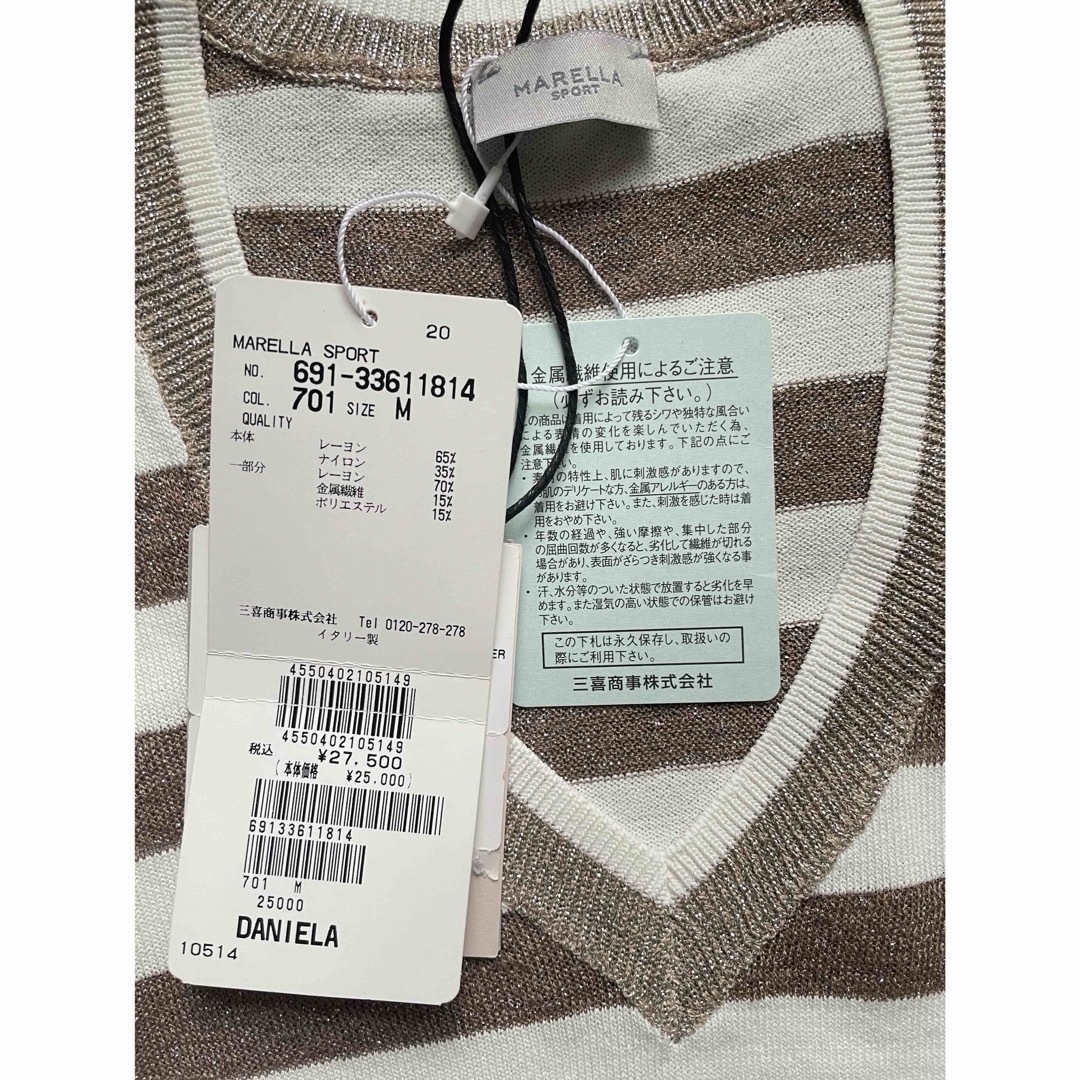 MARELLA
SPORT
20
MARELLA SPORT
NO. 691-33611814
COL. 701 SIZE M
QUALITY
本体 レーヨン 65%
ナイロン 35%
一部分 レーヨン 70%
金属繊維 15%
ポリエステル 15%
三喜商事株式会社 Tel 0120-278-278
イタリー製
4550402105149
4550402105149
税込 ¥27,500
(本体価格 ¥25,000)
69133611814
701 M
25000
DANIELA
10514
ER
金属繊維使用によるご注意
(必ずお読み下さい。)
この商品は着用によって残るシワや独特な風合い
による表情の変化を楽しんでいただく為、
金属繊維を使用しております。下記の点にご
注意下さい。
・表面の特性上、肌に刺激感がありますので、
お肌のデリケートな方、金属アレルギーのある方は、
着用をお避け下さい。また、刺激を感じた時は着
用をおやめ下さい。
・年数の経過や、強い摩擦や、集中した部分
の屈曲回数が多くなると、劣化して繊維が切れる
場合があり、表面がざらつき刺激感が強くなる事
があります。
・汗、水分等のついた状態で放置すると劣化を早
めます。また湿気の高い状態での保管はお避け
下さい。
この下札は永久保存し、取扱いの
際にご利用下さい。
三喜商事株式会社